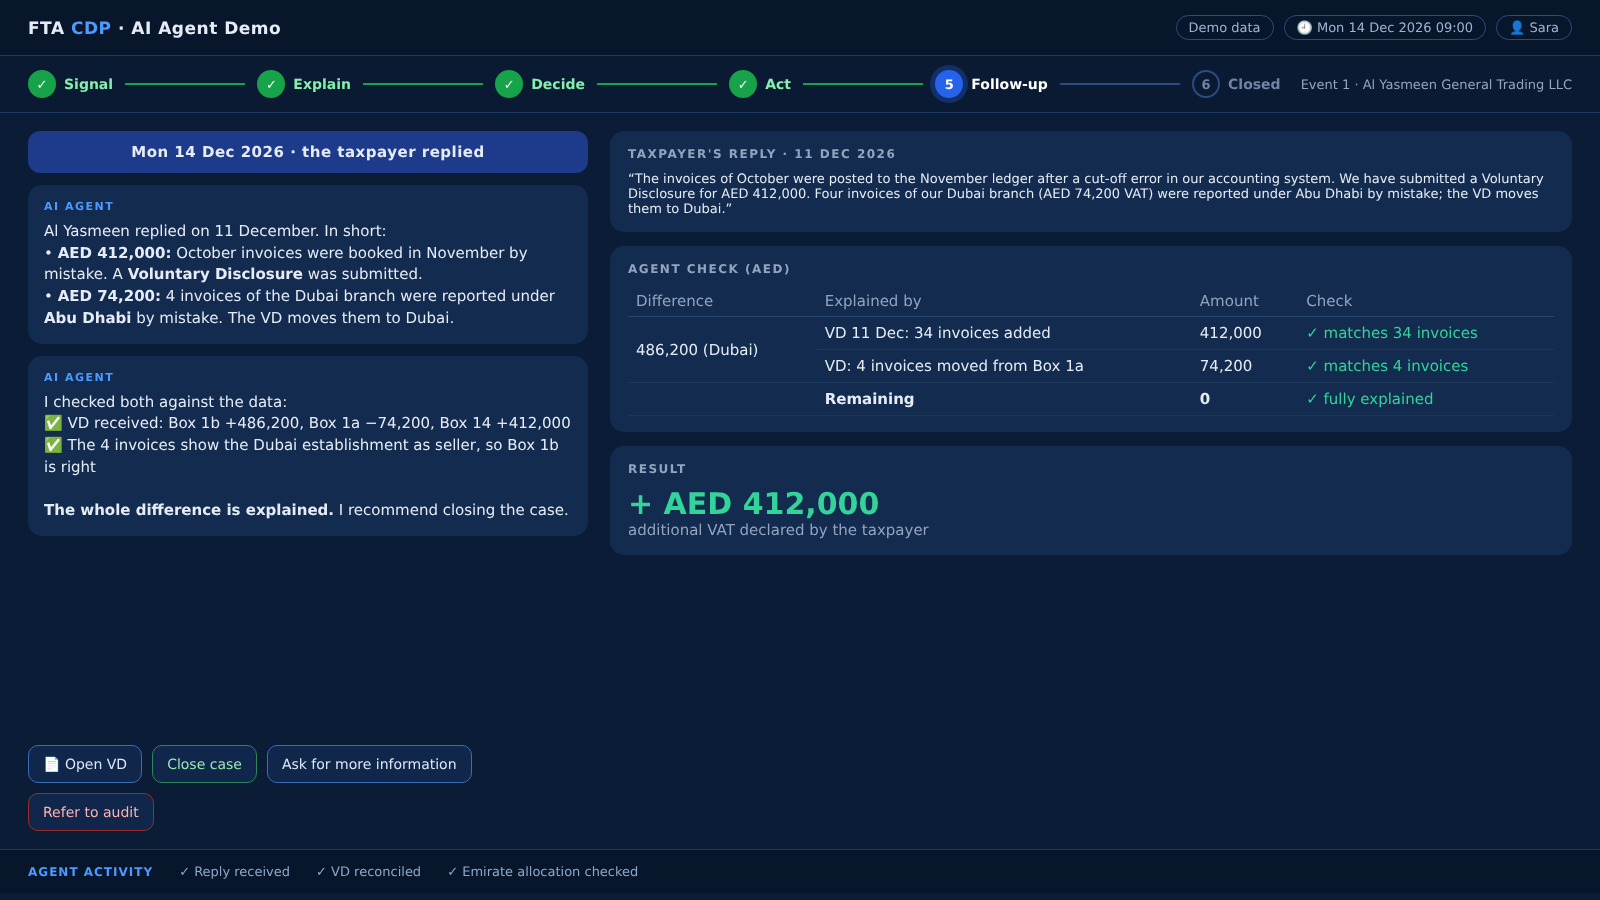 FTA CDP · AI Agent Demo
Demo data
🕘 Mon 14 Dec 2026 09:00
👤 Sara
✓ Signal
✓ Explain
✓ Decide
✓ Act
5 Follow-up
6 Closed
Event 1 · Al Yasmeen General Trading LLC
Mon 14 Dec 2026 · the taxpayer replied
AI AGENT
Al Yasmeen replied on 11 December. In short:
• AED 412,000: October invoices were booked in November by
mistake. A Voluntary Disclosure was submitted.
• AED 74,200: 4 invoices of the Dubai branch were reported under
Abu Dhabi by mistake. The VD moves them to Dubai.
AI AGENT
I checked both against the data:
✅ VD received: Box 1b +486,200, Box 1a −74,200, Box 14 +412,000
✅ The 4 invoices show the Dubai establishment as seller, so Box 1b
is right
The whole difference is explained. I recommend closing the case.
📄 Open VD
Close case
Ask for more information
Refer to audit
TAXPAYER'S REPLY · 11 DEC 2026
“The invoices of October were posted to the November ledger after a cut-off error in our accounting system. We have submitted a Voluntary
Disclosure for AED 412,000. Four invoices of our Dubai branch (AED 74,200 VAT) were reported under Abu Dhabi by mistake; the VD moves
them to Dubai.”
AGENT CHECK (AED)
Difference Explained by Amount Check
486,200 (Dubai)
VD 11 Dec: 34 invoices added 412,000 ✓ matches 34 invoices
VD: 4 invoices moved from Box 1a 74,200 ✓ matches 4 invoices
Remaining 0 ✓ fully explained
RESULT
+ AED 412,000
additional VAT declared by the taxpayer
AGENT ACTIVITY ✓ Reply received ✓ VD reconciled ✓ Emirate allocation checked